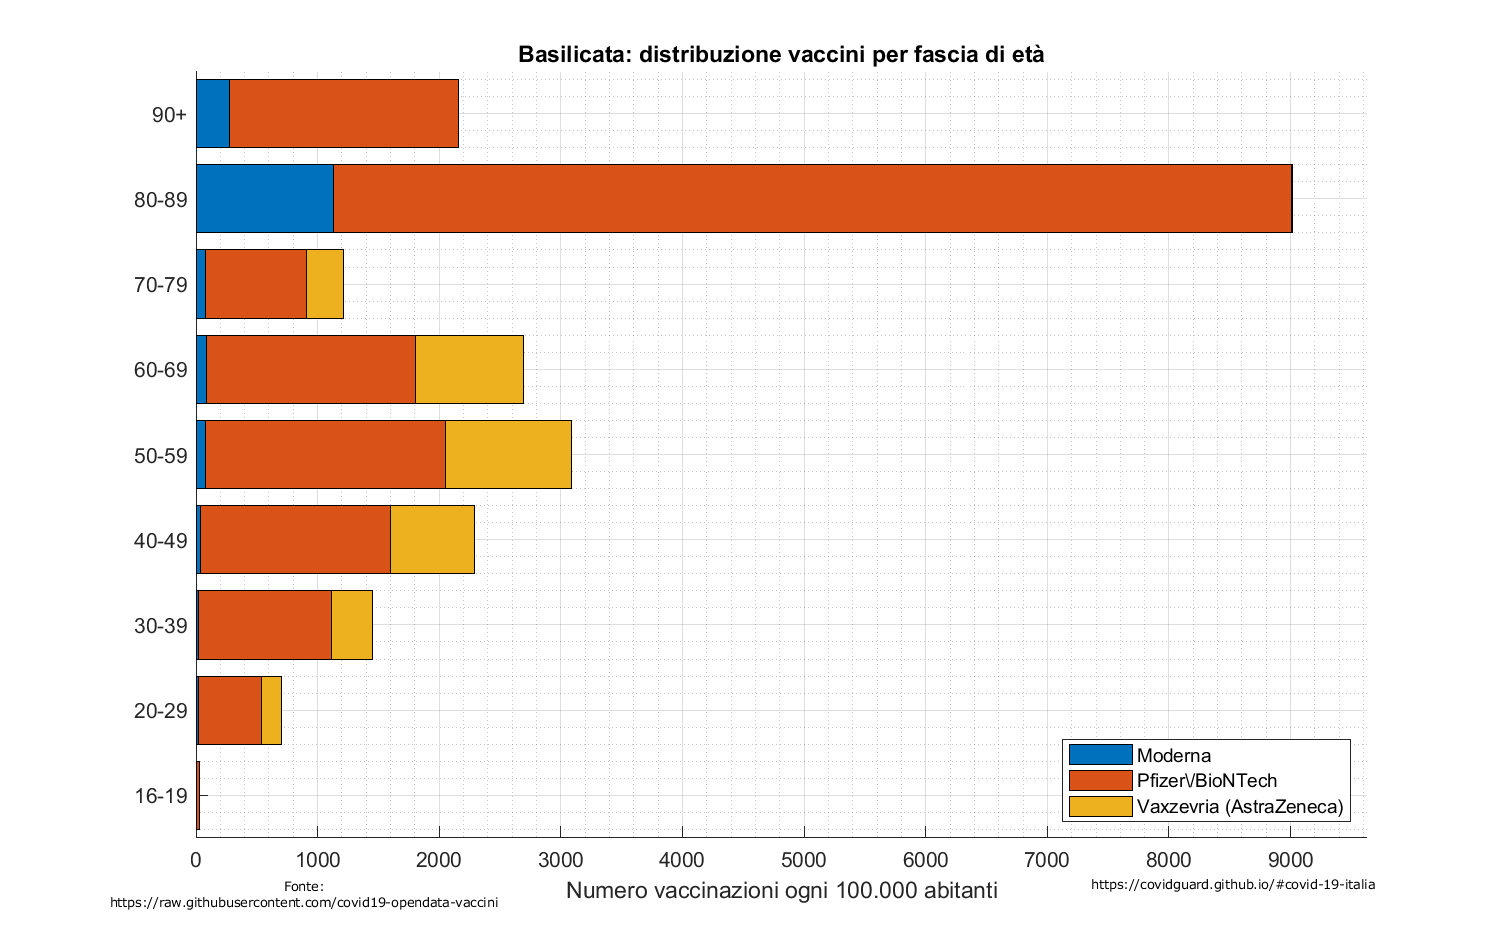 Basilicata: distribuzione vaccini per fascia di età
90+
80-89
70-79
60-69
50-59
40-49
30-39
20-29
16-19
Moderna
Pfizer\/BioNTech
Vaxzevria (AstraZeneca)
0 1000 2000 3000 4000 5000 6000 7000 8000 9000
Numero vaccinazioni ogni 100.000 abitanti
Fonte:
https://raw.githubusercontent.com/covid19-opendata-vaccini
https://covidguard.github.io/#covid-19-italia